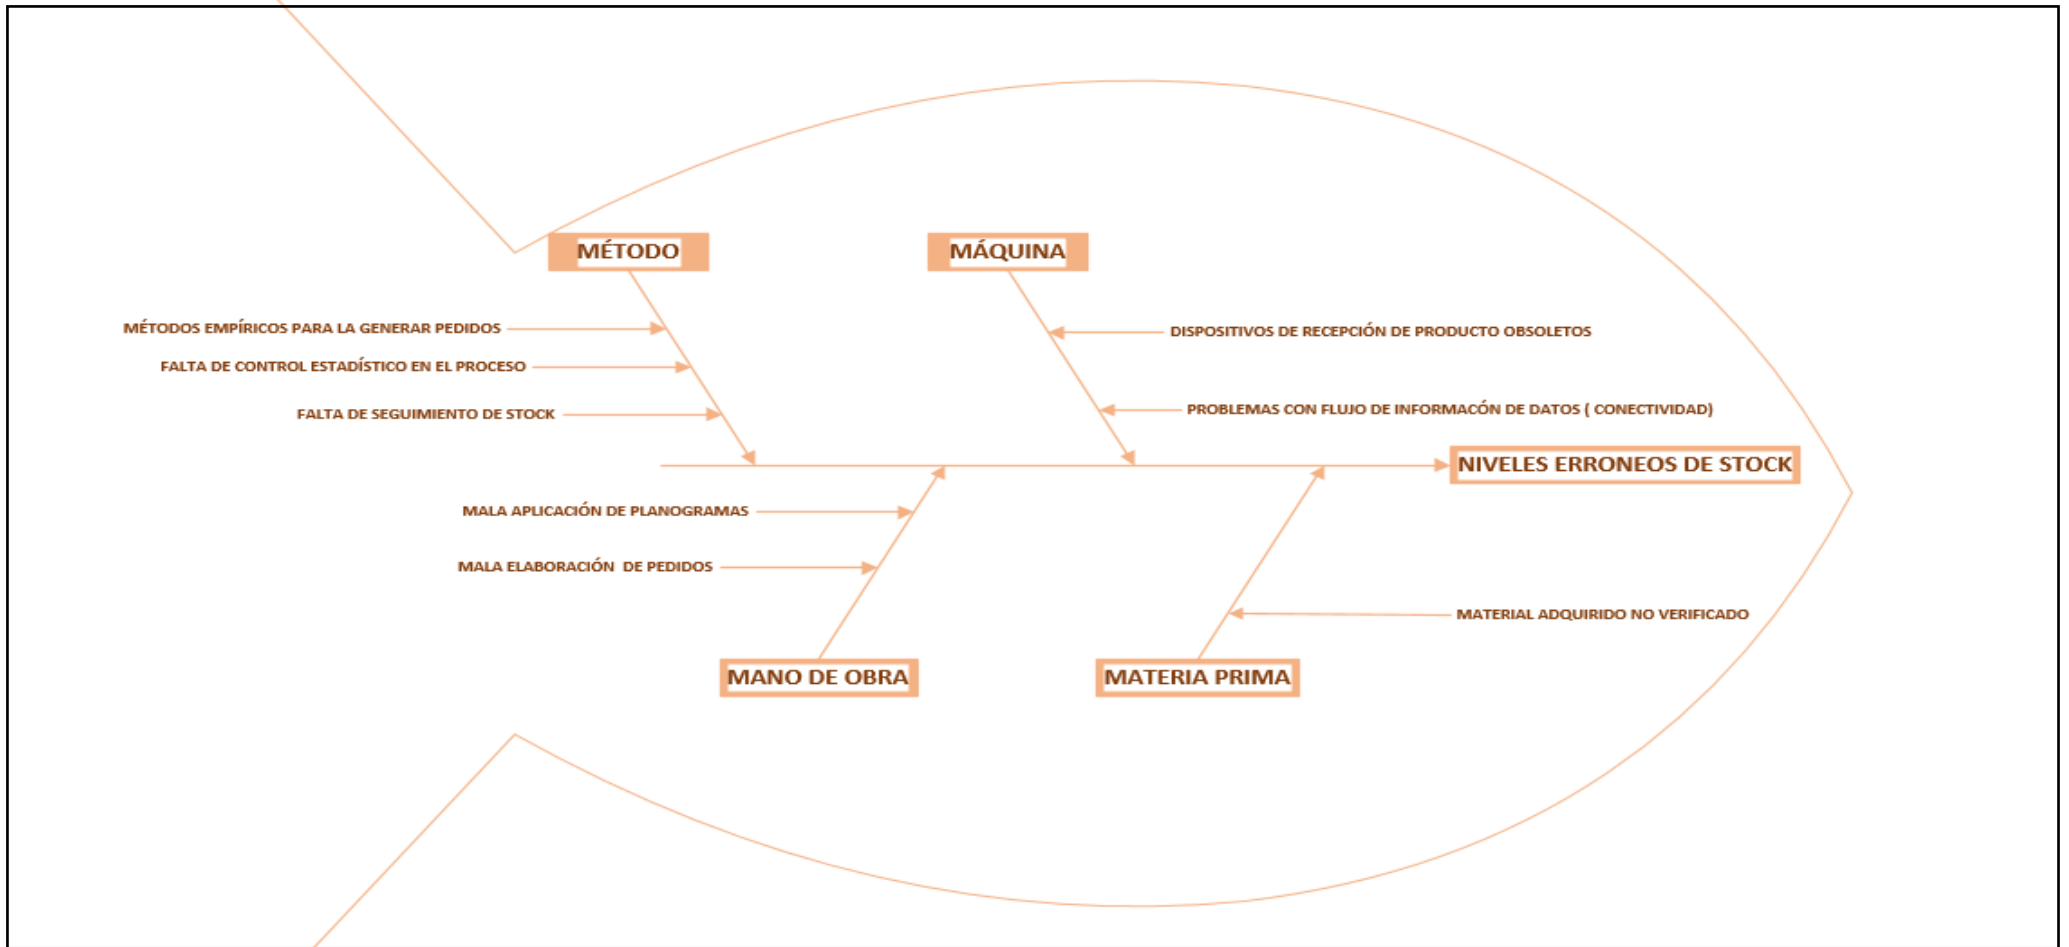 MÉTODO
MÁQUINA
MÉTODOS EMPÍRICOS PARA LA GENERAR PEDIDOS
DISPOSITIVOS DE RECEPCIÓN DE PRODUCTO OBSOLETOS
FALTA DE CONTROL ESTADÍSTICO EN EL PROCESO
FALTA DE SEGUIMIENTO DE STOCK
PROBLEMAS CON FLUJO DE INFORMACÓN DE DATOS ( CONECTIVIDAD)
NIVELES ERRONEOS DE STOCK
MALA APLICACIÓN DE PLANOGRAMAS
MALA ELABORACIÓN  DE PEDIDOS
MATERIAL ADQUIRIDO NO VERIFICADO
MANO DE OBRA
MATERIA PRIMA